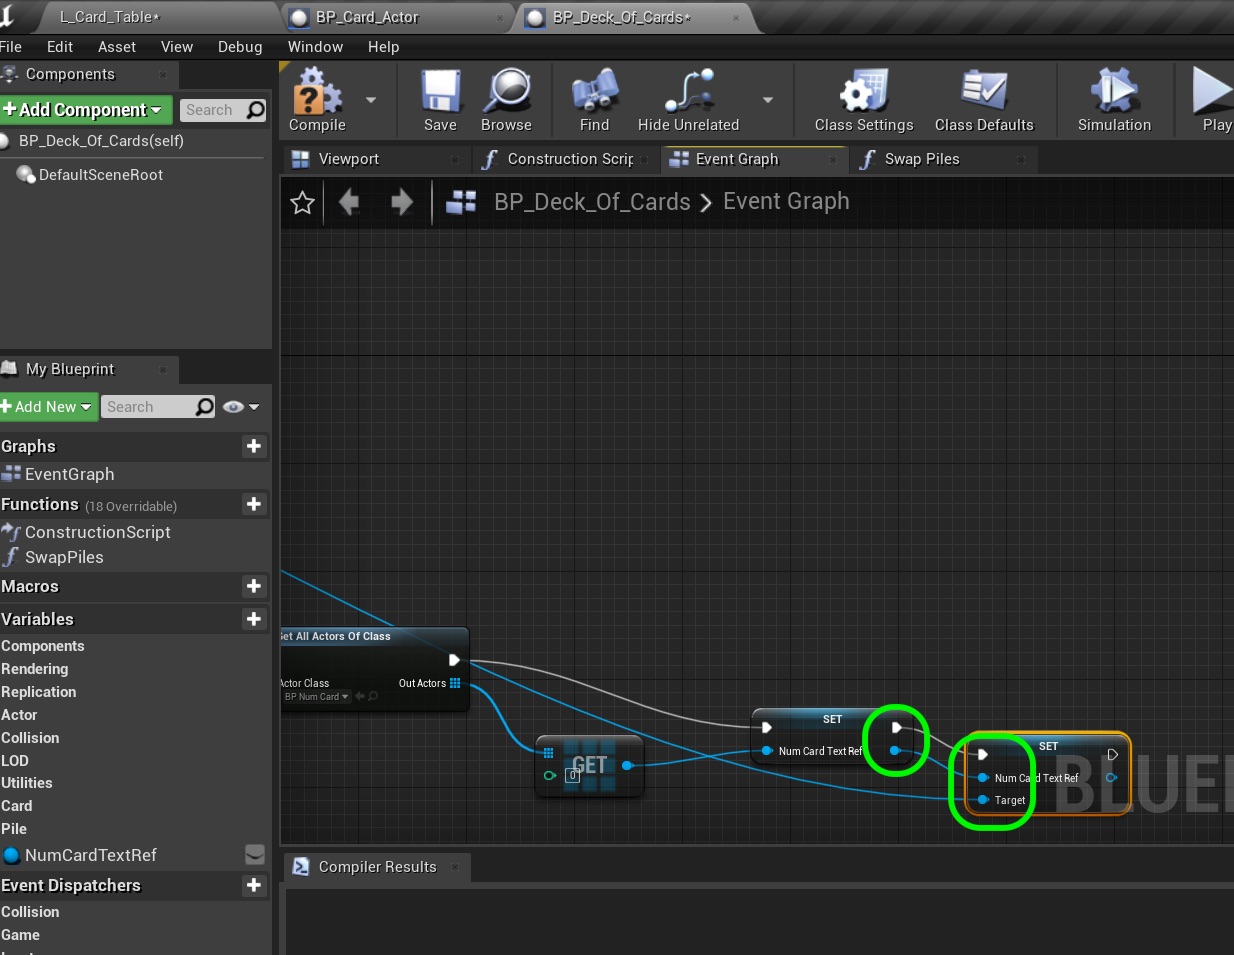 L_Card_Table*
BP_Card_Actor
BP_Deck_Of_Cards*
File Edit Asset View Debug Window Help
Components
Add Component
Search
BP_Deck_Of_Cards(self)
DefaultSceneRoot
Compile
Save
Browse
Find
Hide Unrelated
Class Settings
Class Defaults
Simulation
Play
Viewport
Construction Scrip
Event Graph
Swap Piles
BP_Deck_Of_Cards > Event Graph
My Blueprint
Add New
Search
Graphs
EventGraph
Functions (18 Overridable)
ConstructionScript
SwapPiles
Macros
Variables
Components
Rendering
Replication
Actor
Collision
LOD
Utilities
Card
Pile
NumCardTextRef
Event Dispatchers
Collision
Game
Get All Actors Of Class
Actor Class
BP Num Card
Out Actors
GET
0
SET
Num Card Text Ref
SET
Num Card Text Ref
Target
BLUE
Compiler Results